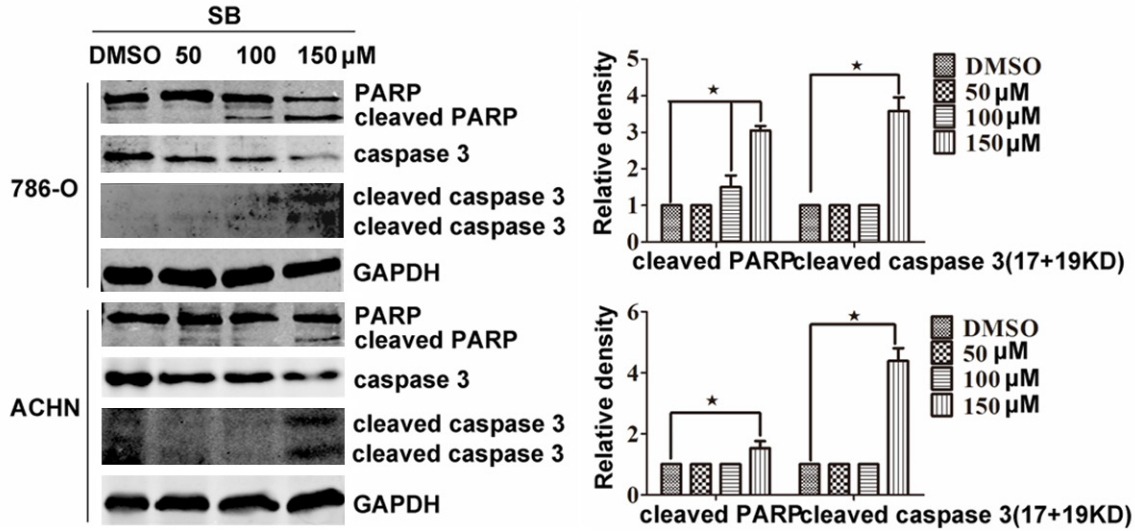 SB
DMSO 50 100 150 μM
786-O
PARP
cleaved PARP
caspase 3
cleaved caspase 3
cleaved caspase 3
GAPDH
ACHN
PARP
cleaved PARP
caspase 3
cleaved caspase 3
cleaved caspase 3
GAPDH
Relative density
5
4
3
2
1
0
★
★
DMSO
50 μM
100 μM
150 μM
cleaved PARP cleaved caspase 3(17+19KD)
Relative density
6
4
2
0
★
★
DMSO
50 μM
100 μM
150 μM
cleaved PARP cleaved caspase 3(17+19KD)